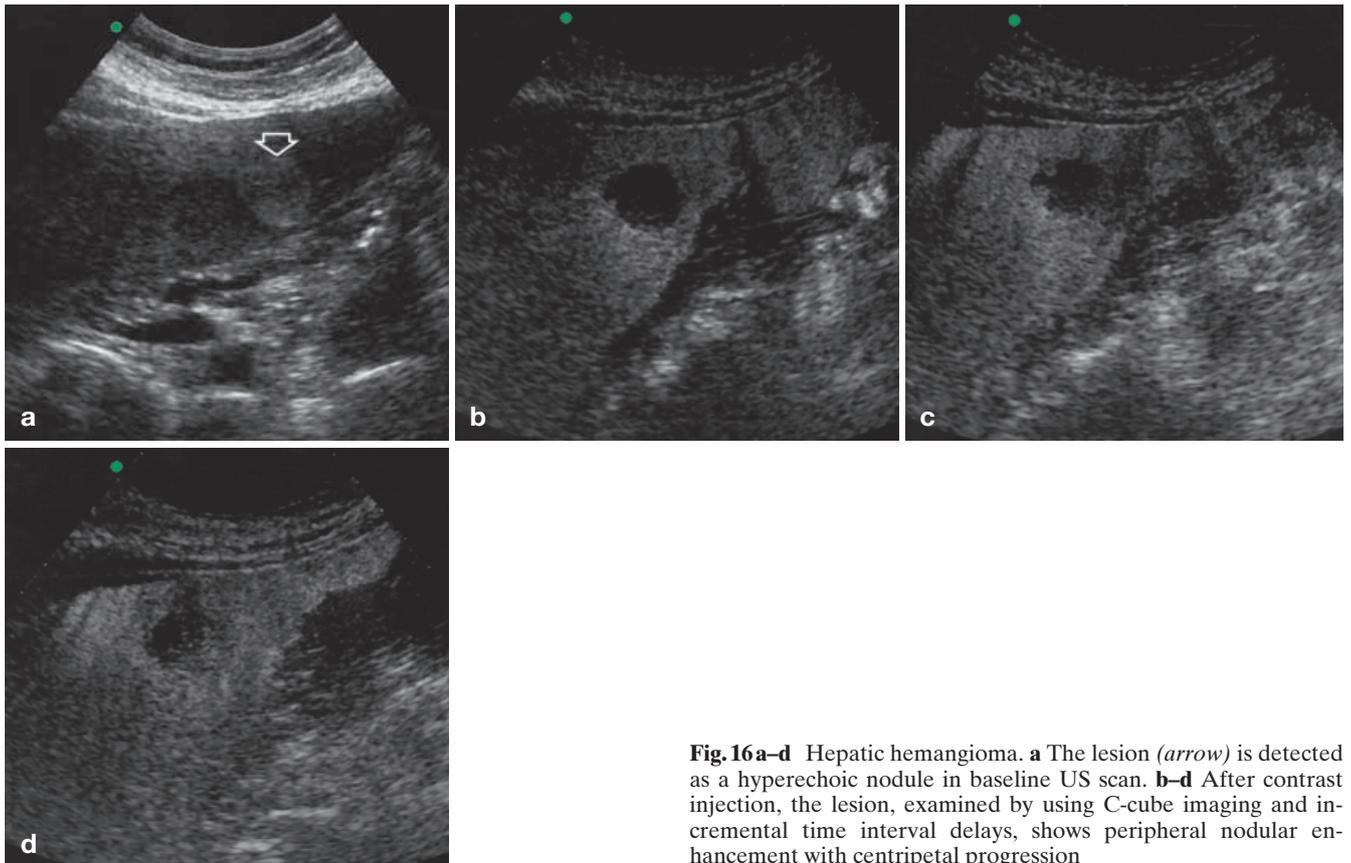 a
b
c
d
Fig. 16 a–d Hepatic hemangioma. a The lesion (arrow) is detected
as a hyperechoic nodule in baseline US scan. b–d After contrast
injection, the lesion, examined by using C-cube imaging and in-
cremental time interval delays, shows peripheral nodular en-
hancement with centripetal progression